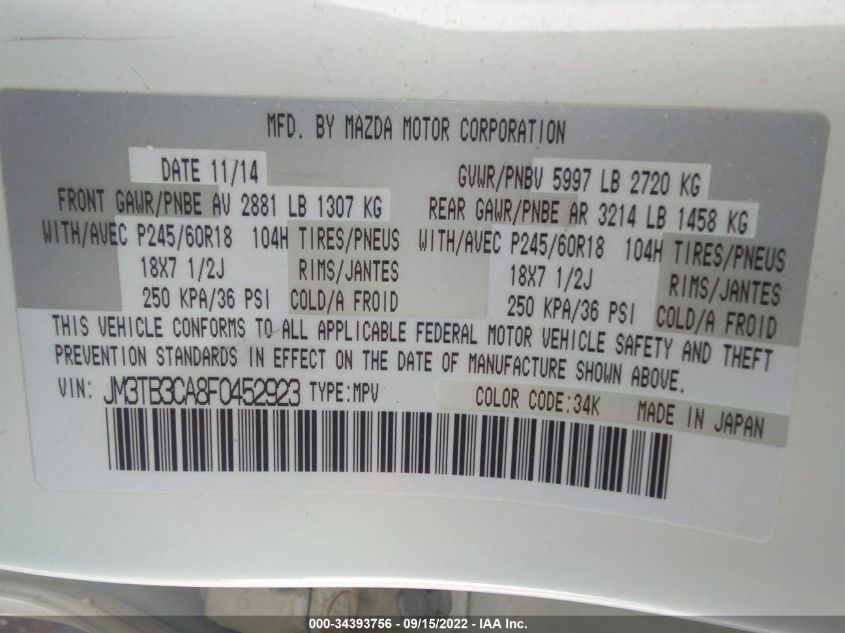 MFD. BY MAZDA MOTOR CORPORATION
DATE 11/14 GVWR/PNBV 5997 LB 2720 KG
FRONT GAWR/PNBE AV 2881 LB 1307 KG REAR GAWR/PNBE AR 3214 LB 1458 KG
WITH/AVEC P245/60R18 104H TIRES/PNEUS WITH/AVEC P245/60R18 104H TIRES/PNEUS
18X7 1/2J RIMS/JANTES 18X7 1/2J RIMS/JANTES
250 KPA/36 PSI COLD/A FROID 250 KPA/36 PSI COLD/A FROID
THIS VEHICLE CONFORMS TO ALL APPLICABLE FEDERAL MOTOR VEHICLE SAFETY AND THEFT
PREVENTION STANDARDS IN EFFECT ON THE DATE OF MANUFACTURE SHOWN ABOVE.
VIN: JM3TB3CA8F0452923 TYPE:MPV COLOR CODE:34K MADE IN JAPAN
000-34393756 - 09/15/2022 - IAA Inc.